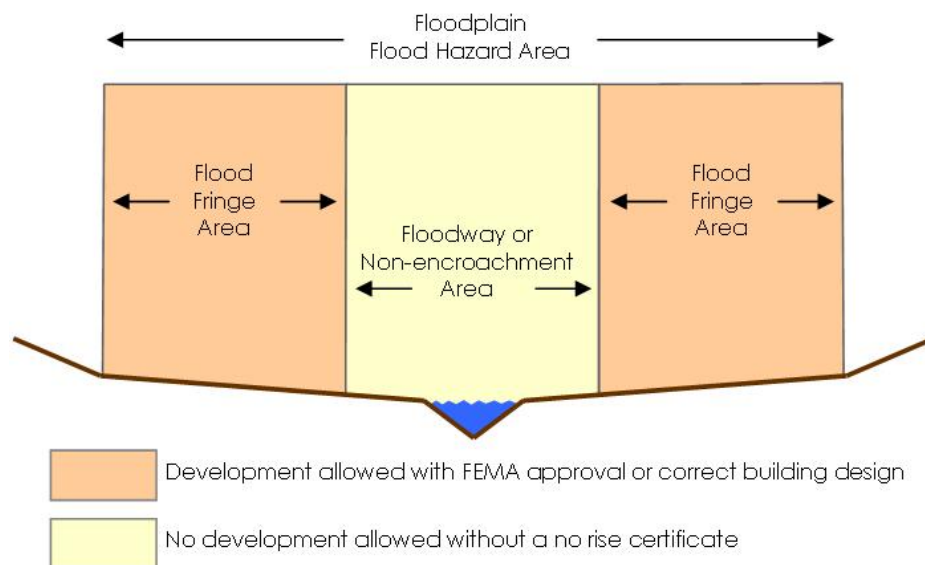 Floodplain
Flood Hazard Area
Flood
Fringe
Area
Floodway or
Non-encroachment
Area
Flood
Fringe
Area
Development allowed with FEMA approval or correct building design
No development allowed without a no rise certificate